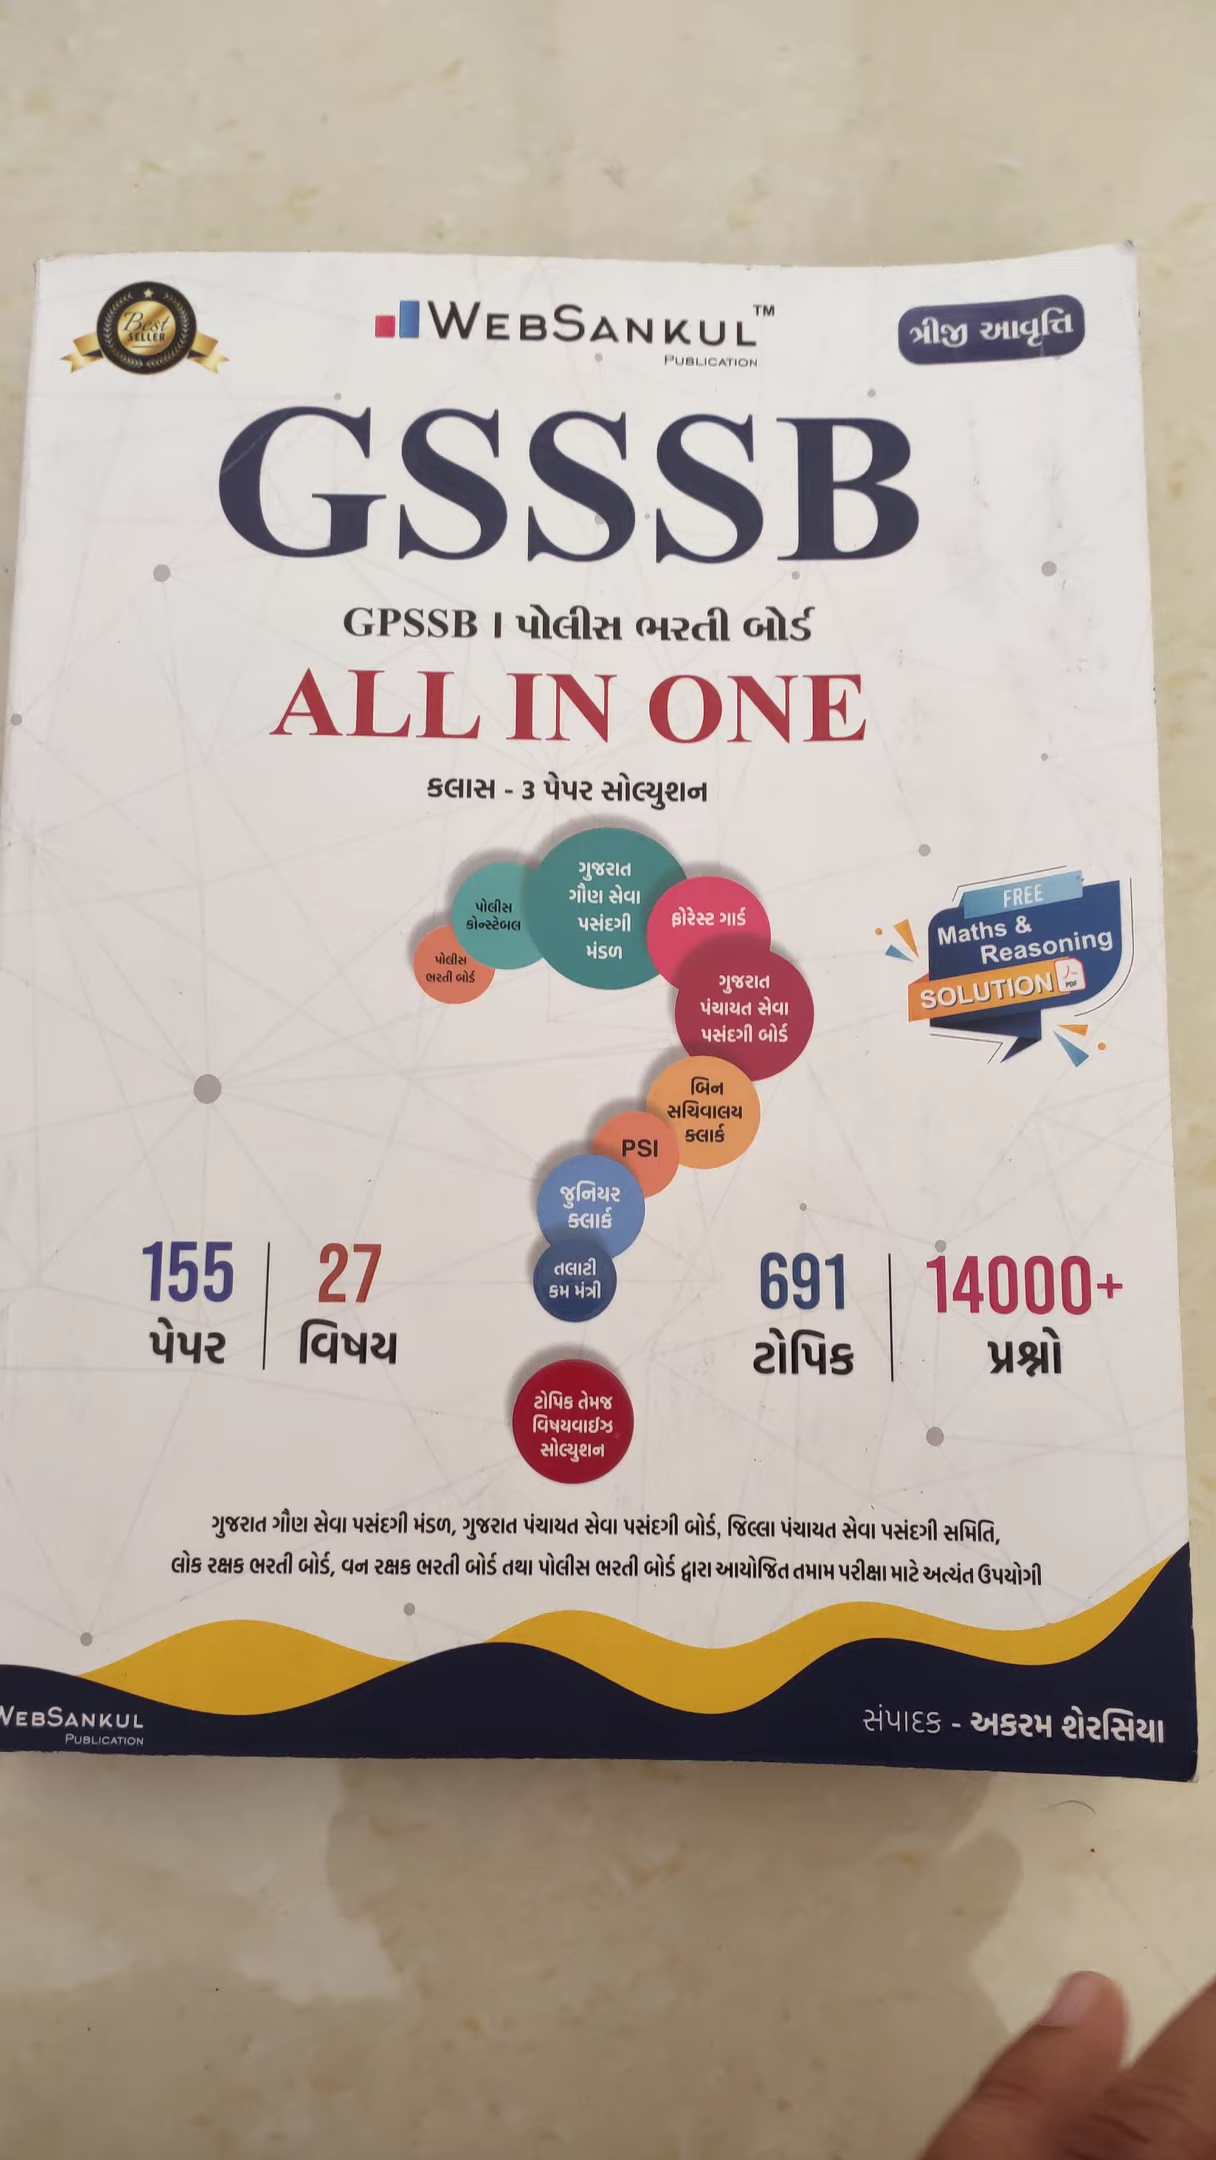 Best
SELLER
WEBSANKUL™
PUBLICATION
ત્રીજી આવૃત્તિ
GSSSB
GPSSB । પોલીસ ભરતી બોર્ડ
ALL IN ONE
કલાસ - 3 પેપર સોલ્યુશન
ગુજરાત
ગૌણ સેવા
પસંદગી
મંડળ
પોલીસ
કોન્સ્ટેબલ
પોલીસ
ભરતી બોર્ડ
ફોરેસ્ટ ગાર્ડ
ગુજરાત
પંચાયત સેવા
પસંદગી બોર્ડ
બિન
સચિવાલય
ક્લાર્ક
PSI
જુનિયર
ક્લાર્ક
તલાટી
કમ મંત્રી
ટોપિક તેમજ
વિષયવાઈઝ
સોલ્યુશન
FREE
Maths &
Reasoning
SOLUTION
PDF
155
પેપર
27
વિષય
691
ટોપિક
14000+
પ્રશ્નો
ગુજરાત ગૌણ સેવા પસંદગી મંડળ, ગુજરાત પંચાયત સેવા પસંદગી બોર્ડ, જિલ્લા પંચાયત સેવા પસંદગી સમિતિ,
લોક રક્ષક ભરતી બોર્ડ, વન રક્ષક ભરતી બોર્ડ તથા પોલીસ ભરતી બોર્ડ દ્વારા આયોજિત તમામ પરીક્ષા માટે અત્યંત ઉપયોગી
WEBSANKUL
PUBLICATION
સંપાદક - અકરમ શેરસિયા